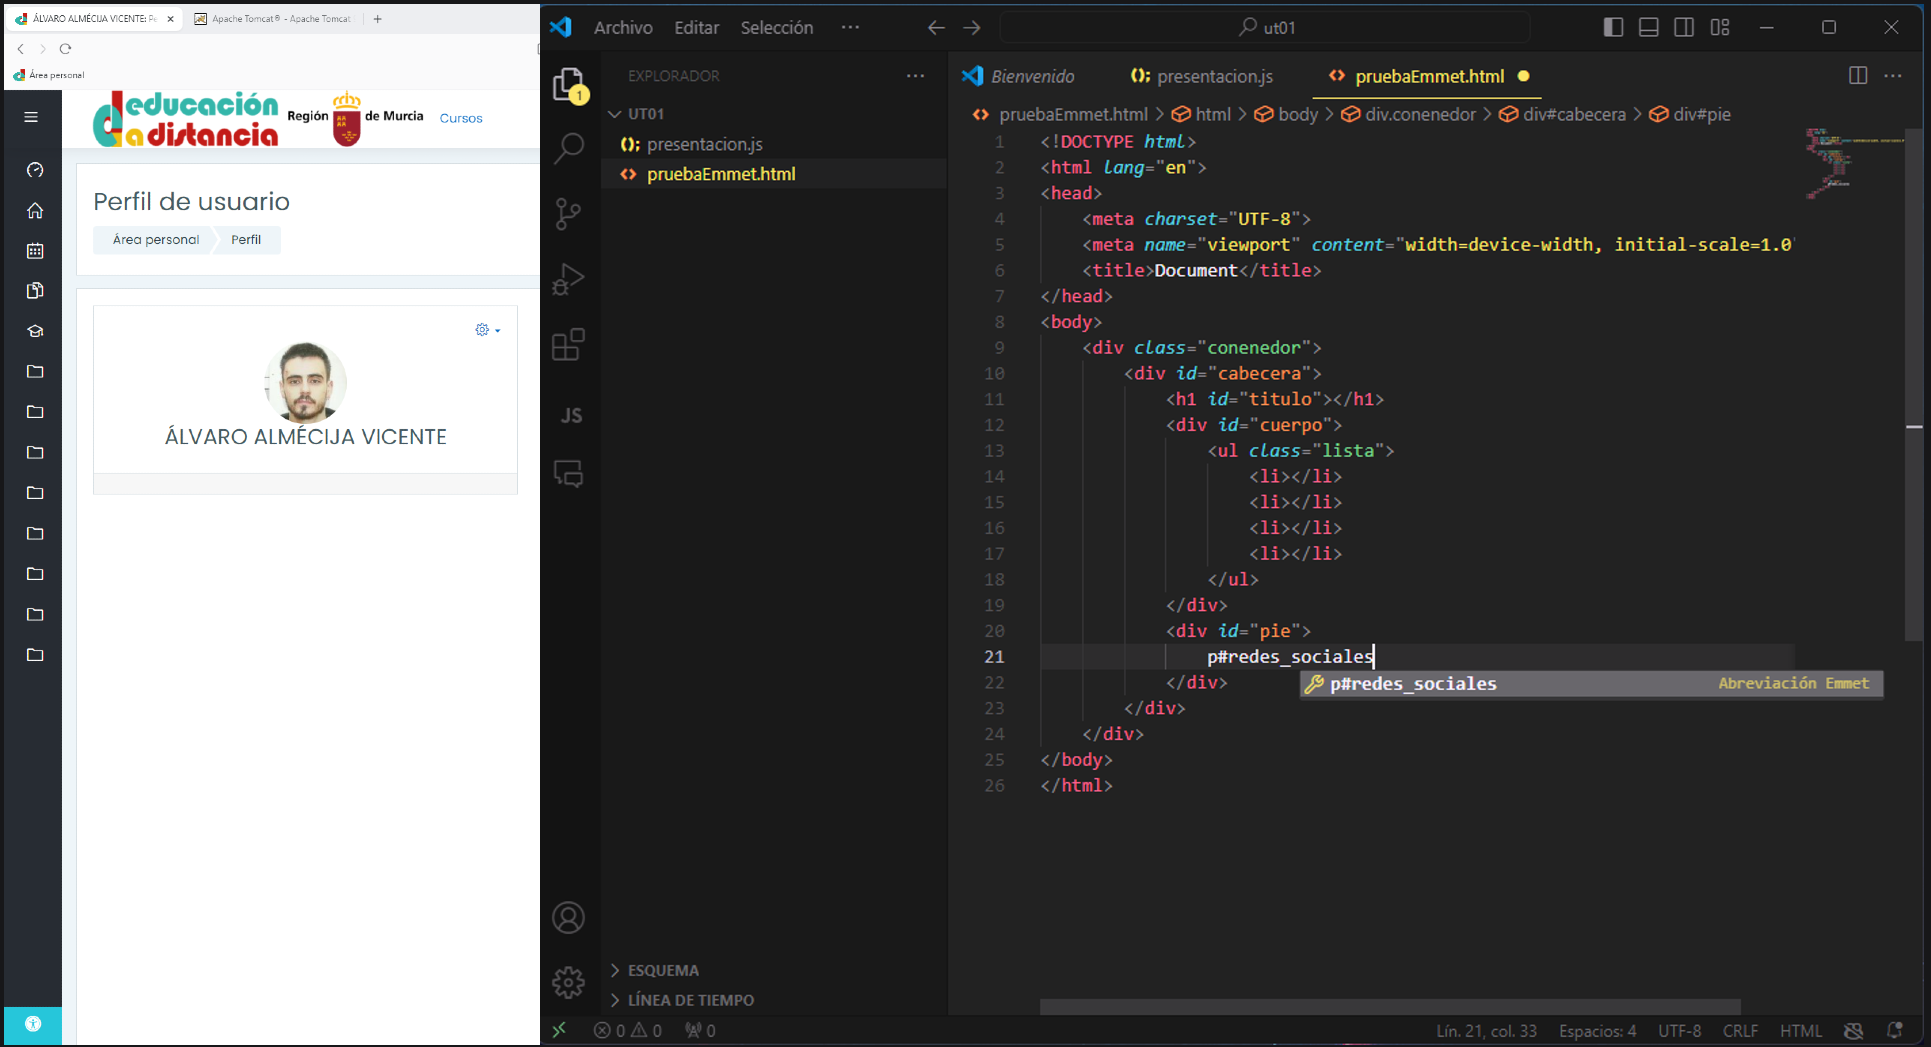 ÁLVARO ALMÉCIJA VICENTE: Pe
Apache Tomcat® - Apache Tomcat
Área personal
educación
a distancia
Región de Murcia
Cursos
Perfil de usuario
Área personal
Perfil
ÁLVARO ALMÉCIJA VICENTE
Archivo Editar Selección ···
ut01
EXPLORADOR ···
1
UT01
presentacion.js
pruebaEmmet.html
ESQUEMA
LÍNEA DE TIEMPO
Bienvenido
presentacion.js
pruebaEmmet.html
pruebaEmmet.html > html > body > div.conenedor > div#cabecera > div#pie
JS
1 <!DOCTYPE html>
2 <html lang="en">
3 <head>
4 <meta charset="UTF-8">
5 <meta name="viewport" content="width=device-width, initial-scale=1.0"
6 <title>Document</title>
7 </head>
8 <body>
9 <div class="conenedor">
10 <div id="cabecera">
11 <h1 id="titulo"></h1>
12 <div id="cuerpo">
13 <ul class="lista">
14 <li></li>
15 <li></li>
16 <li></li>
17 <li></li>
18 </ul>
19 </div>
20 <div id="pie">
21 p#redes_sociales
22 </div>
p#redes_sociales Abreviación Emmet
23 </div>
24 </div>
25 </body>
26 </html>
0 0 0
Lín. 21, col. 33 Espacios: 4 UTF-8 CRLF HTML